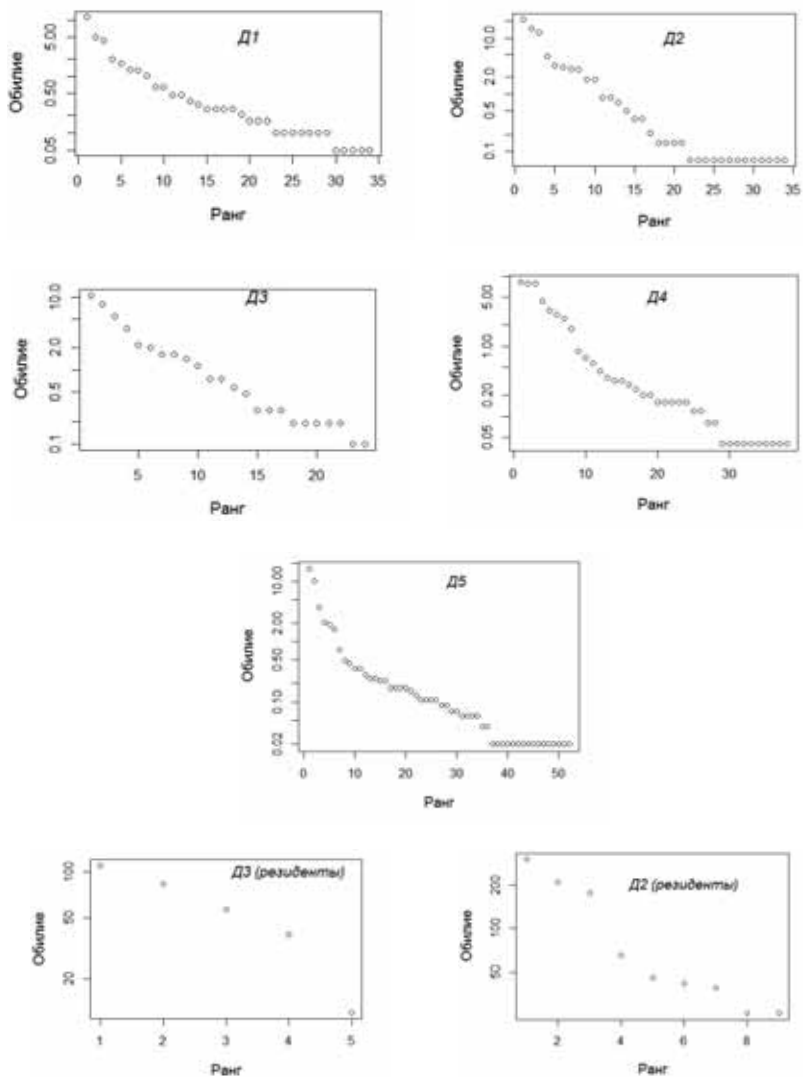 Д1
Обилие
5.00
0.50
0.05
0 5 10 15 20 25 30 35
Ранг
Д2
Обилие
10.0
2.0
0.5
0.1
0 5 10 15 20 25 30 35
Ранг
Д3
Обилие
10.0
2.0
0.5
0.1
5 10 15 20
Ранг
Д4
Обилие
5.00
1.00
0.20
0.05
0 10 20 30
Ранг
Д5
Обилие
10.00
2.00
0.50
0.10
0.02
0 10 20 30 40 50
Ранг
Д3 (резиденты)
Обилие
100
50
20
1 2 3 4 5
Ранг
Д2 (резиденты)
Обилие
200
100
50
2 4 6 8
Ранг